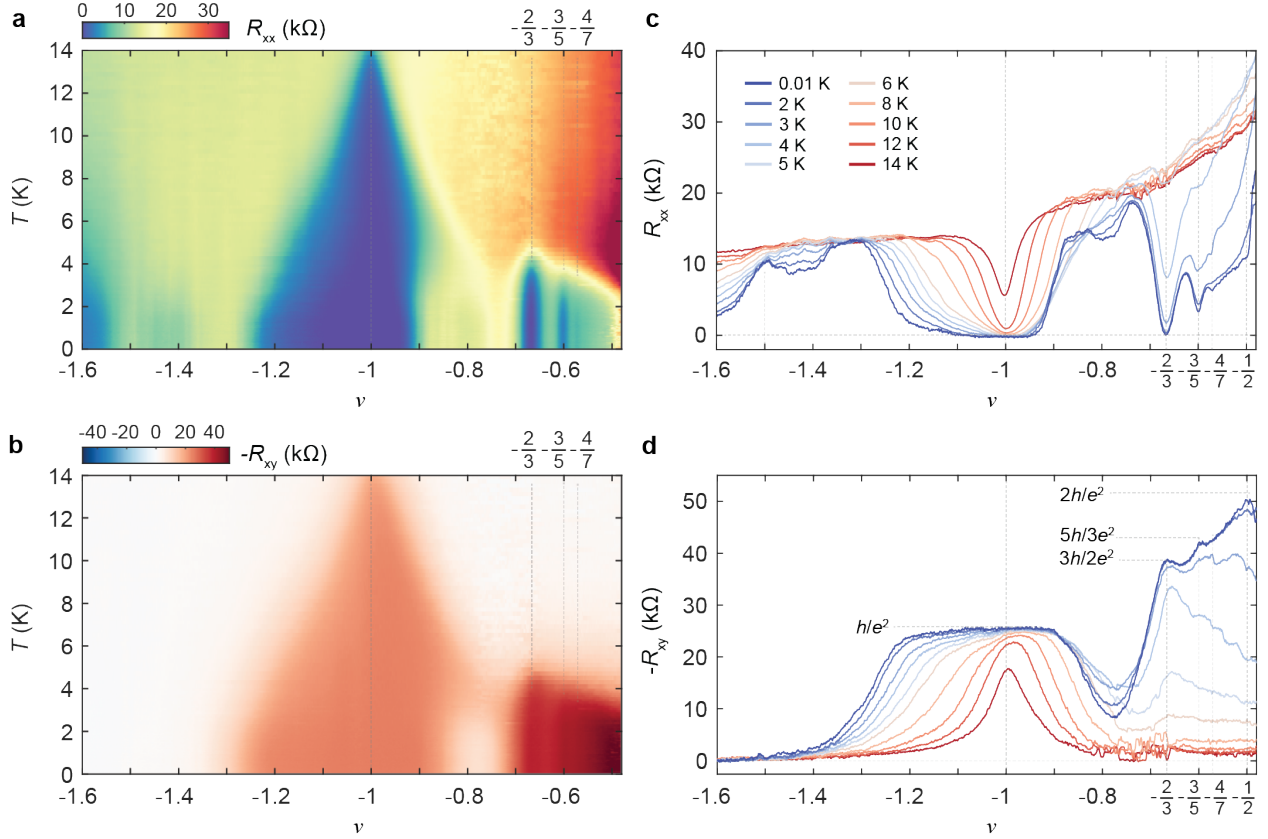 a
0 10 20 30
Rxx (kΩ)
-2/3 -3/5 -4/7
14
12
10
8
6
4
2
0
T (K)
-1.6 -1.4 -1.2 -1 -0.8 -0.6
ν
b
-40 -20 0 20 40
-Rxy (kΩ)
-2/3 -3/5 -4/7
14
12
10
8
6
4
2
0
T (K)
-1.6 -1.4 -1.2 -1 -0.8 -0.6
ν
c
40
30
20
10
0
Rxx (kΩ)
0.01 K 6 K
2 K 8 K
3 K 10 K
4 K 12 K
5 K 14 K
-1.6 -1.4 -1.2 -1 -0.8 -2/3 -3/5 -4/7 -1/2
ν
d
50
40
30
20
10
0
-Rxy (kΩ)
2h/e²
5h/3e²
3h/2e²
h/e²
-1.6 -1.4 -1.2 -1 -0.8 -2/3 -3/5 -4/7 -1/2
ν